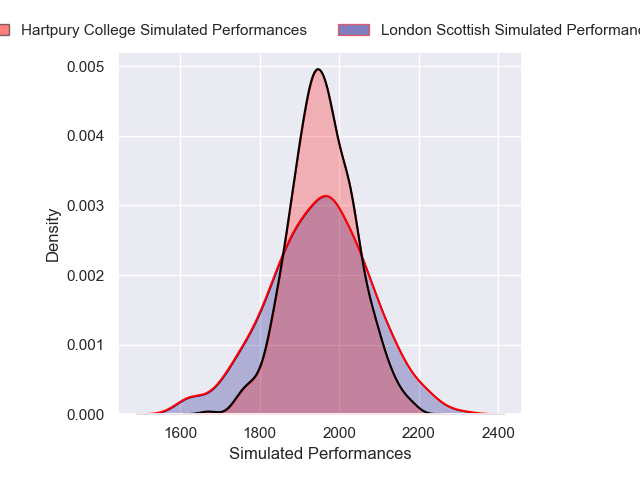 Hartpury College Simulated Performances London Scottish Simulated
0.005
0.004
0.003
0.002
0.001
0.000
Density
1600 1800 2000 2200 2400
Simulated Performances